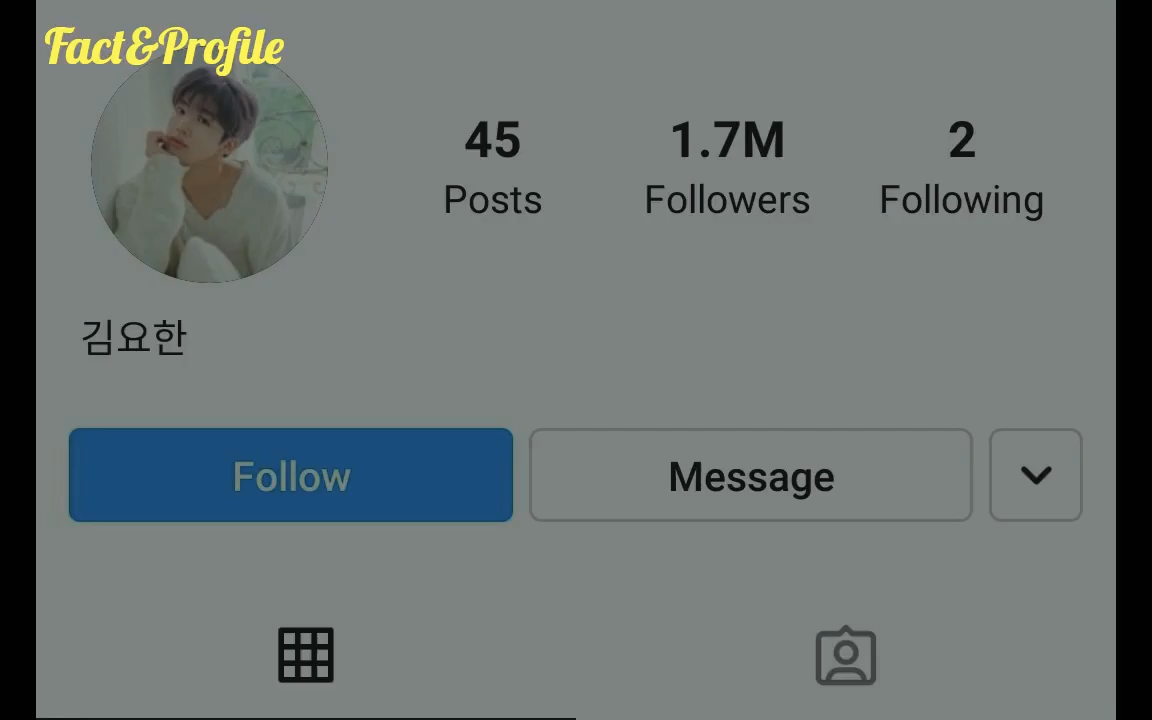 Fact&Profile
45 1.7M 2
Posts Followers Following
김요한
Follow Message